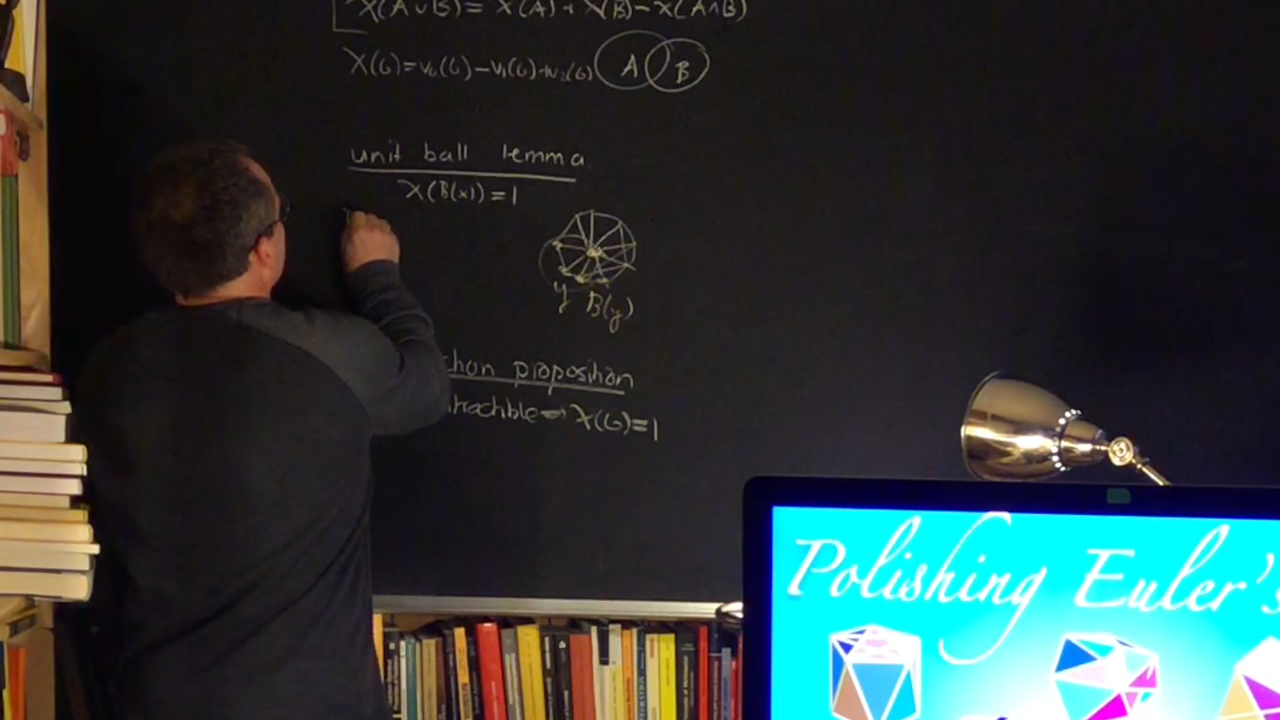 X(A∪B) = X(A) + X(B) − X(A∩B)
X(G) = v₀(G) − v₁(G) + v₂(G)
A B
unit ball lemma
X(B(x)) = 1
y B(y)
proposition
⇒ X(G) = 1
Polishing Euler's